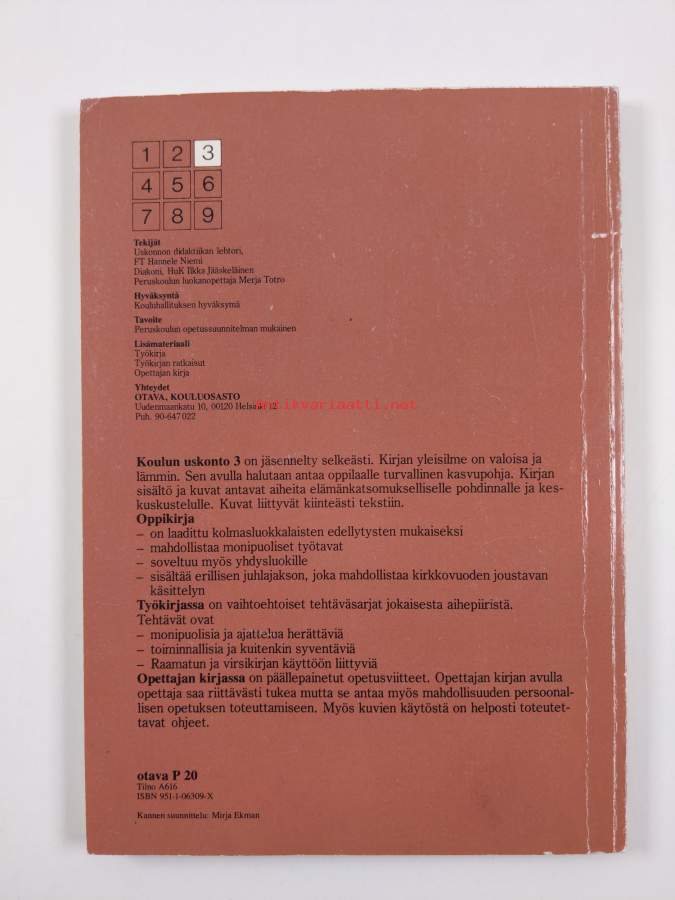 1 2 3
4 5 6
7 8 9
Tekijät
Uskonnon didaktiikan lehtori,
FT Hannele Niemi
Diakoni, HuK Ilkka Jääskeläinen
Peruskoulun luokanopettaja Merja Totro
Hyväksyntä
Kouluhallituksen hyväksymä
Tavoite
Peruskoulun opetussuunnitelman mukainen
Lisämateriaali
Työkirja
Työkirjan ratkaisut
Opettajan kirja
Yhteydet
OTAVA, KOULUOSASTO
Uudenmaankatu 10, 00120 Helsinki 12
antikvariaatti.net
Puh. 90-647 022
Koulun uskonto 3 on jäsennelty selkeästi. Kirjan yleisilme on valoisa ja
lämmin. Sen avulla halutaan antaa oppilaalle turvallinen kasvupohja. Kirjan
sisältö ja kuvat antavat aiheita elämänkatsomukselliselle pohdinnalle ja kes-
kuskustelulle. Kuvat liittyvät kiinteästi tekstiin.
Oppikirja
– on laadittu kolmasluokkalaisten edellytysten mukaiseksi
– mahdollistaa monipuoliset työtavat
– soveltuu myös yhdysluokille
– sisältää erillisen juhlajakson, joka mahdollistaa kirkkovuoden joustavan
käsittelyn
Työkirjassa on vaihtoehtoiset tehtäväsarjat jokaisesta aihepiiristä.
Tehtävät ovat
– monipuolisia ja ajattelua herättäviä
– toiminnallisia ja kuitenkin syventäviä
– Raamatun ja virsikirjan käyttöön liittyviä
Opettajan kirjassa on päällepainetut opetusviitteet. Opettajan kirjan avulla
opettaja saa riittävästi tukea mutta se antaa myös mahdollisuuden persoonal-
lisen opetuksen toteuttamiseen. Myös kuvien käytöstä on helposti toteutet-
tavat ohjeet.
otava P 20
Tilno A616
ISBN 951-1-06309-X
Kannen suunnittelu: Mirja Ekman